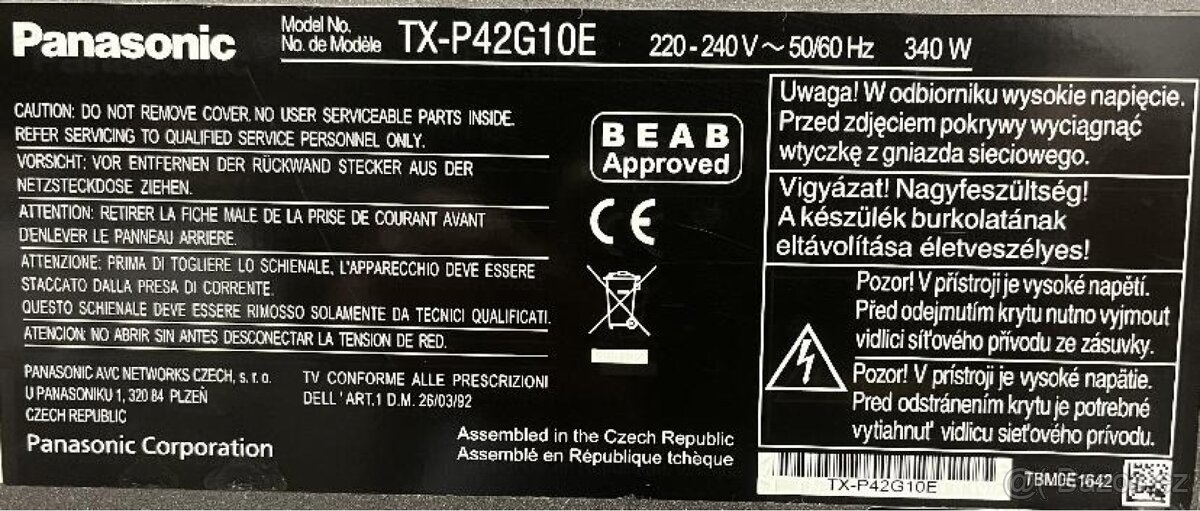 Panasonic
Model No.
No. de Modèle
TX-P42G10E
220 - 240 V ~ 50/60 Hz
340 W
CAUTION: DO NOT REMOVE COVER. NO USER SERVICEABLE PARTS INSIDE.
REFER SERVICING TO QUALIFIED SERVICE PERSONNEL ONLY.
VORSICHT: VOR ENTFERNEN DER RÜCKWAND STECKER AUS DER
NETZSTECKDOSE ZIEHEN.
ATTENTION: RETIRER LA FICHE MALE DE LA PRISE DE COURANT AVANT
D'ENLEVER LE PANNEAU ARRIERE.
ATTENZIONE: PRIMA DI TOGLIERE LO SCHIENALE, L'APPARECCHIO DEVE ESSERE
STACCATO DALLA PRESA DI CORRENTE.
QUESTO SCHIENALE DEVE ESSERE RIMOSSO SOLAMENTE DA TECNICI QUALIFICATI.
ATENCION: NO ABRIR SIN ANTES DESCONECTAR LA TENSION DE RED.
PANASONIC AVC NETWORKS CZECH, s. r. o.
U PANASONIKU 1, 320 84 PLZEŇ
CZECH REPUBLIC
TV CONFORME ALLE PRESCRIZIONI
DELL' ART.1 D.M. 26/03/92
Panasonic Corporation
Assembled in the Czech Republic
Assemblé en République tchèque
BEAB
Approved
CE
Uwaga! W odbiorniku wysokie napięcie.
Przed zdjęciem pokrywy wyciągnąć
wtyczkę z gniazda sieciowego.
Vigyázat! Nagyfeszültség!
A készülék burkolatának
eltávolítása életveszélyes!
Pozor! V přístroji je vysoké napětí.
Před odejmutím krytu nutno vyjmout
vidlici síťového přívodu ze zásuvky.
Pozor! V prístroji je vysoké napätie.
Pred odstránením krytu je potrebné
vytiahnuť vidlicu sieťového prívodu.
TX-P42G10E
TBM0E1642
@ Bazos.cz